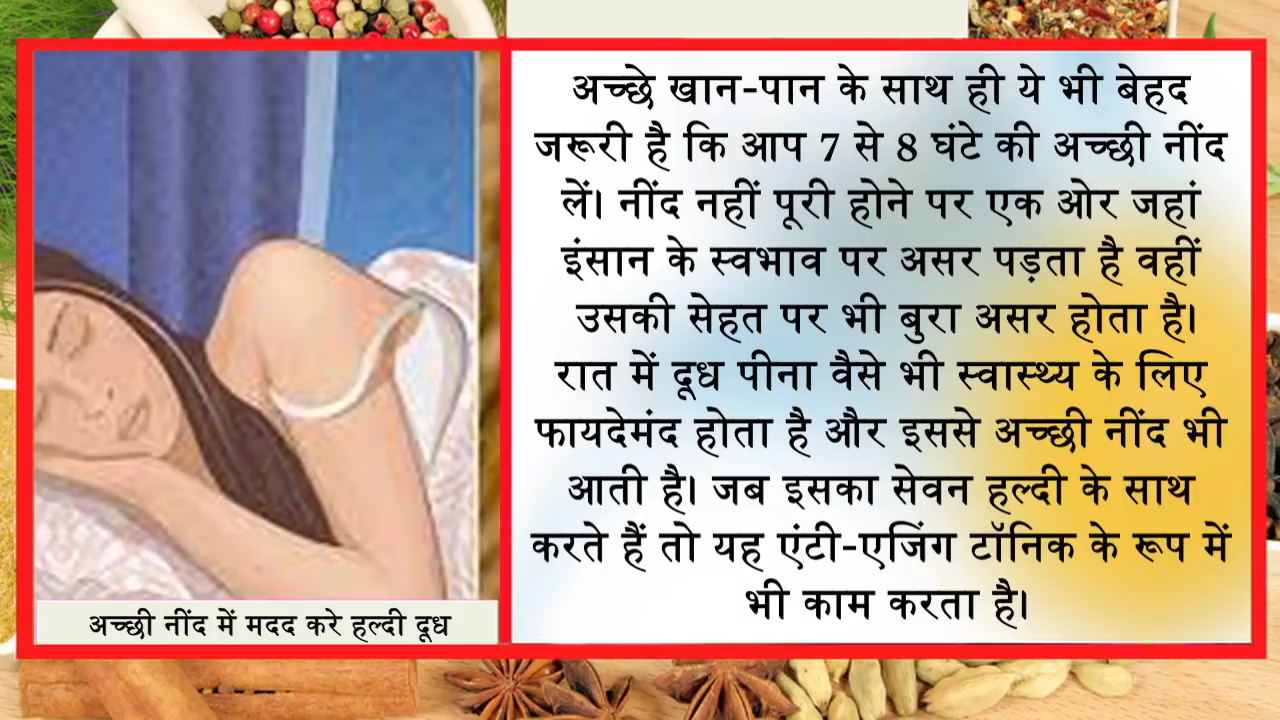 अच्छे खान-पान के साथ ही ये भी बेहद
जरूरी है कि आप 7 से 8 घंटे की अच्छी नींद
लें। नींद नहीं पूरी होने पर एक ओर जहां
इंसान के स्वभाव पर असर पड़ता है वहीं
उसकी सेहत पर भी बुरा असर होता है।
रात में दूध पीना वैसे भी स्वास्थ्य के लिए
फायदेमंद होता है और इससे अच्छी नींद भी
आती है। जब इसका सेवन हल्दी के साथ
करते हैं तो यह एंटी-एजिंग टॉनिक के रूप में
भी काम करता है।
अच्छी नींद में मदद करे हल्दी दूध